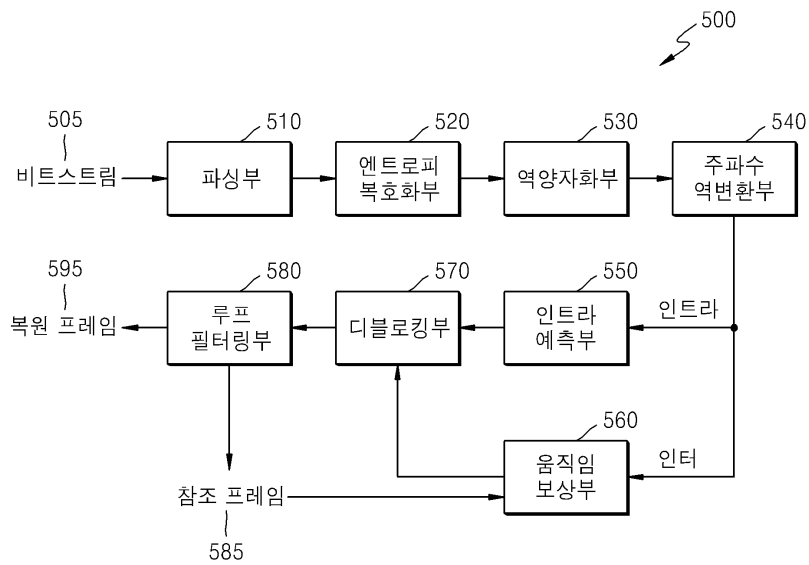 500
505
510
520
530
540
비트스트림
파싱부
엔트로피
복호화부
역양자화부
주파수
역변환부
595
580
570
550
복원 프레임
루프
필터링부
디블로킹부
인트라
예측부
인트라
560
움직임
보상부
인터
참조 프레임
585